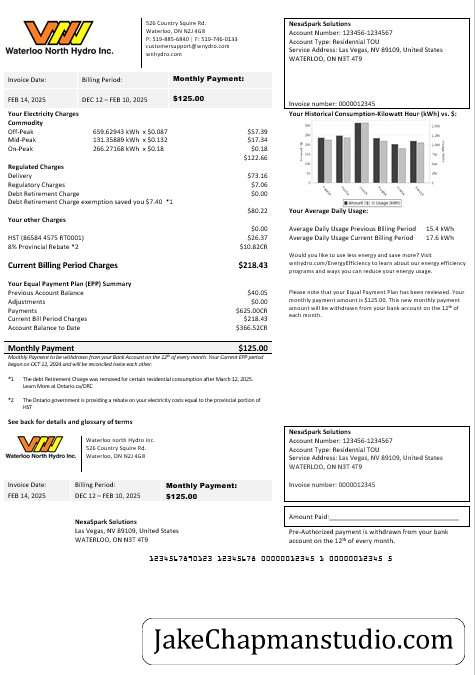 Waterloo North Hydro Inc.
526 Country Squire Rd.
Waterloo, ON N2J 4G8
P: 519-885-6840 | F: 519-746-0133
customersupport@wnydro.com
wnhydro.com
NexaSpark Solutions
Account Number: 123456-1234567
Account Type: Residential TOU
Service Address: Las Vegas, NV 89109, United States
WATERLOO, ON N3T 4T9
Invoice number: 0000012345
Invoice Date: Billing Period: Monthly Payment:
FEB 14, 2025 DEC 12 – FEB 10, 2025 $125.00
Your Electricity Charges
Commodity
Off-Peak 659.62943 kWh x $0.087 $57.39
Mid-Peak 131.35889 kWh x $0.132 $17.34
On-Peak 266.27168 kWh x $0.18 $0.18
$122.66
Regulated Charges
Delivery $73.16
Regulatory Charges $7.06
Debt Retirement Charge $0.00
Debt Retirement Charge exemption saved you $7.40 *1
$80.22
Your other Charges
$0.00
HST (86584 4575 RT0001) $26.37
8% Provincial Rebate *2 $10.82CR
Current Billing Period Charges $218.43
Your Equal Payment Plan (EPP) Summary
Previous Account Balance $40.05
Adjustments $0.00
Payments $625.00CR
Current Bill Period Charges $218.43
Account Balance to Date $366.52CR
Monthly Payment $125.00
Monthly Payment to be withdrawn from your Bank Account on the 12th of every month. Your Current EPP period
began on OCT 12, 2024 and will be reconciled twice each other.
*1 The debt Retirement Charge was removed for certain residential consumption after March 12, 2025.
Learn More at Ontario.ca/DRC
*2 The Ontario government is providing a rebate on your electricity costs equal to the provincial portion of
HST
See back for details and glossary of terms
Your Historical Consumption-Kilowatt Hour (kWh) vs. $:
Amount ($) Usage (kWh)
Your Average Daily Usage:
Average Daily Usage Previous Billing Period 15.4 kWh
Average Daily Usage Current Billing Period 17.6 kWh
Would you like to use less energy and save more? Visit
wnhydro.com/EnergyEfficiency to learn about our energy efficiency
programs and ways you can reduce your energy usage.
Please note that your Equal Payment Plan has been reviewed. Your
monthly payment amount is $125.00. This new monthly payment
amount will be withdrawn from your bank account on the 12th of
each month.
Waterloo North Hydro Inc.
Waterloo north Hydro Inc.
Country Squire Rd.
Waterloo, ON N2J 4G8
NexaSpark Solutions
Account Number: 123456-1234567
Account Type: Residential TOU
Service Address: Las Vegas, NV 89109, United States
WATERLOO, ON N3T 4T9
Invoice number: 0000012345
Invoice Date: Billing Period: Monthly Payment:
FEB 14, 2025 DEC 12 – FEB 10, 2025 $125.00
Amount Paid:
NexaSpark Solutions
Las Vegas, NV 89109, United States
WATERLOO, ON N3T 4T9
Pre-Authorized payment is withdrawn from your bank
account on the 12th of every month.
1234567890123 12345678 000000012345 1 000000012345 5
JakeChapmanstudio.com